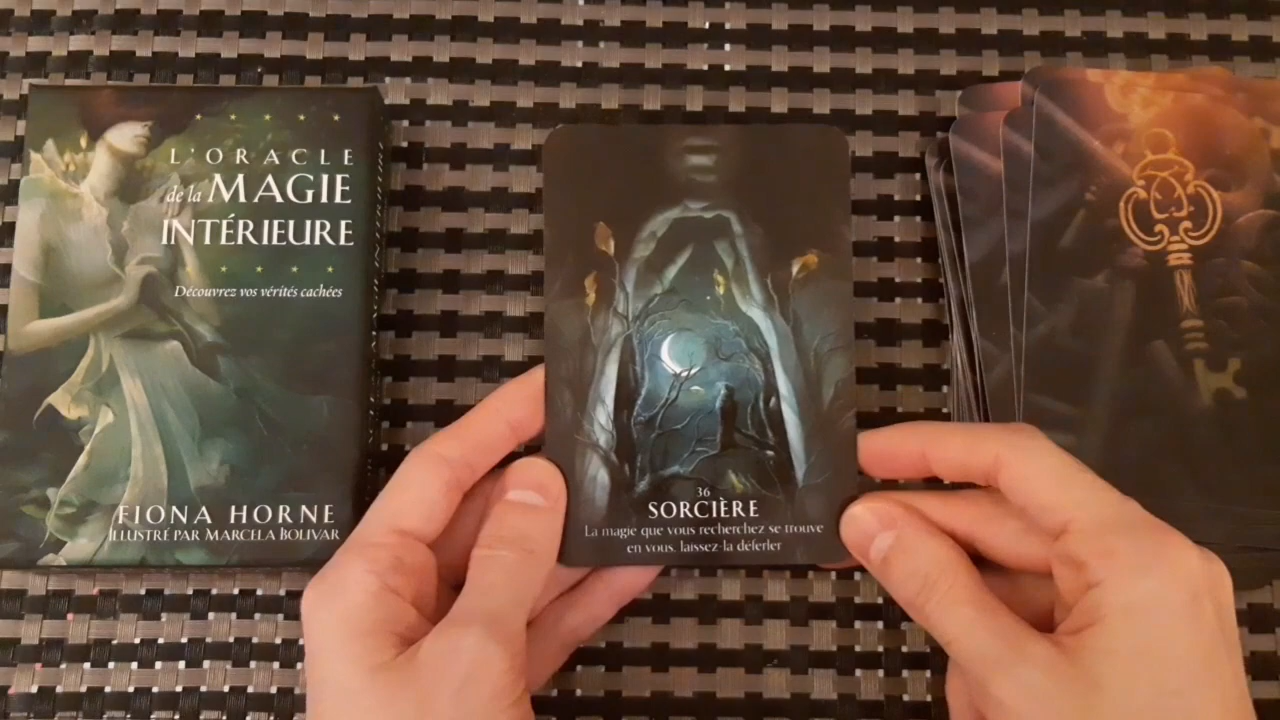 L'ORACLE
de la MAGIE
INTÉRIEURE
Découvrez vos vérités cachées
FIONA HORNE
ILLUSTRÉ PAR MARCELA BOLIVAR
36
SORCIÈRE
La magie que vous recherchez se trouve
en vous, laissez-la déferler